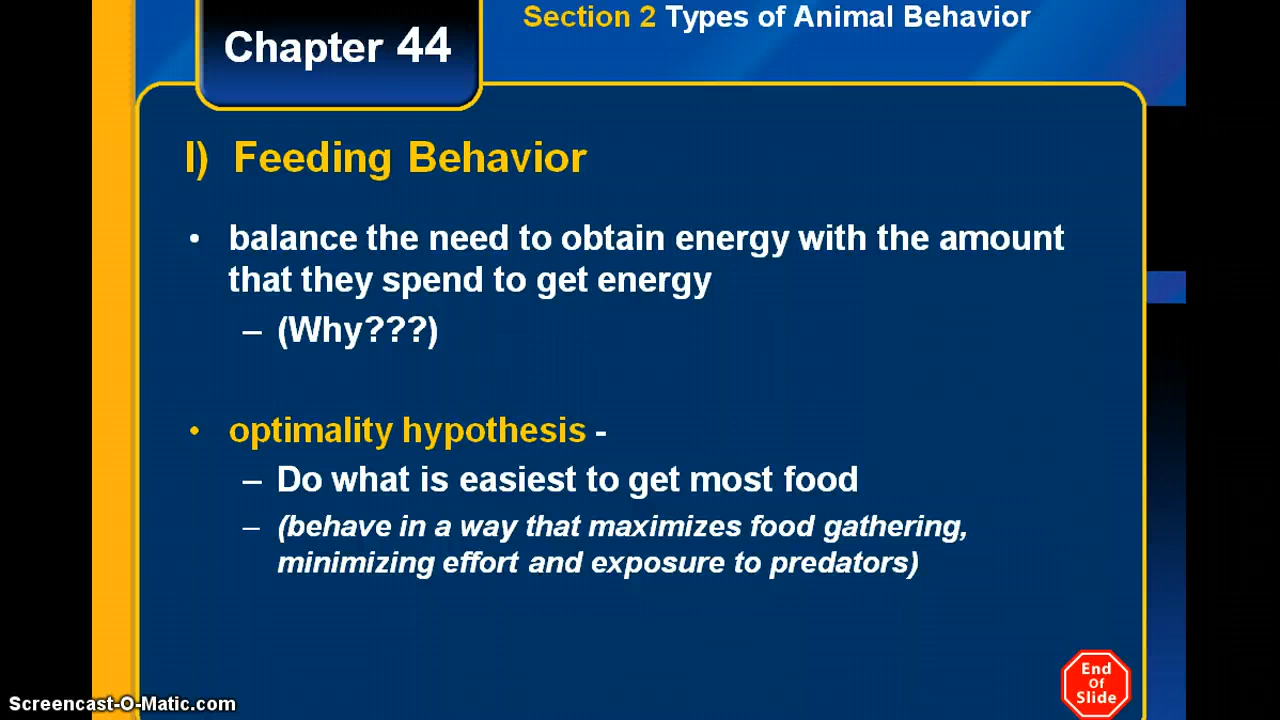 Section 2 Types of Animal Behavior
Chapter 44
I) Feeding Behavior
• balance the need to obtain energy with the amount
that they spend to get energy
– (Why???)
• optimality hypothesis -
– Do what is easiest to get most food
– (behave in a way that maximizes food gathering,
minimizing effort and exposure to predators)
End
Of
Slide
Screencast-O-Matic.com